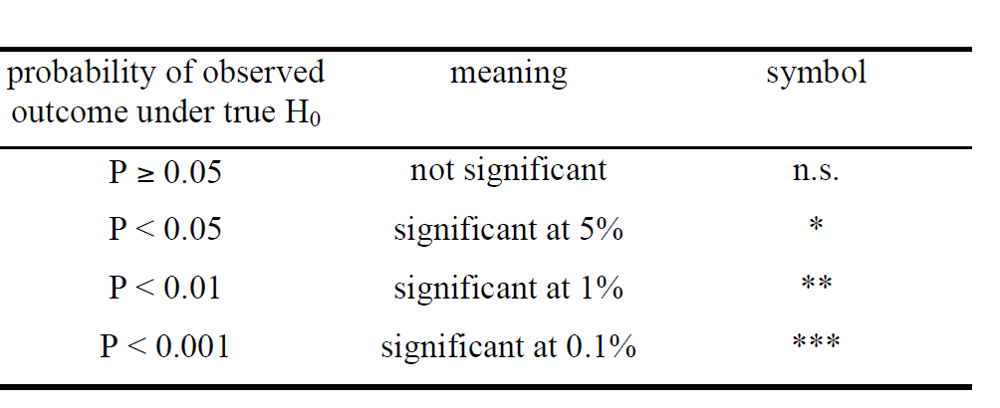 probability of observed outcome under true H₀ meaning symbol
P ≥ 0.05 not significant n.s.
P < 0.05 significant at 5% *
P < 0.01 significant at 1% **
P < 0.001 significant at 0.1% ***